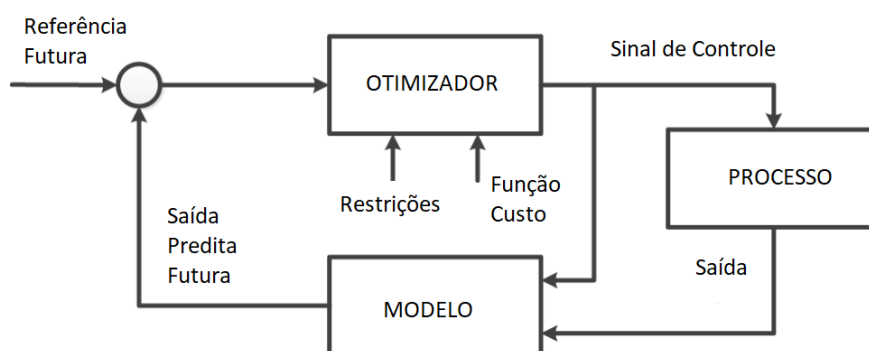 Referência
Futura
Sinal de Controle
OTIMIZADOR
PROCESSO
Restrições
Função
Custo
Saída
Predita
Futura
Saída
MODELO